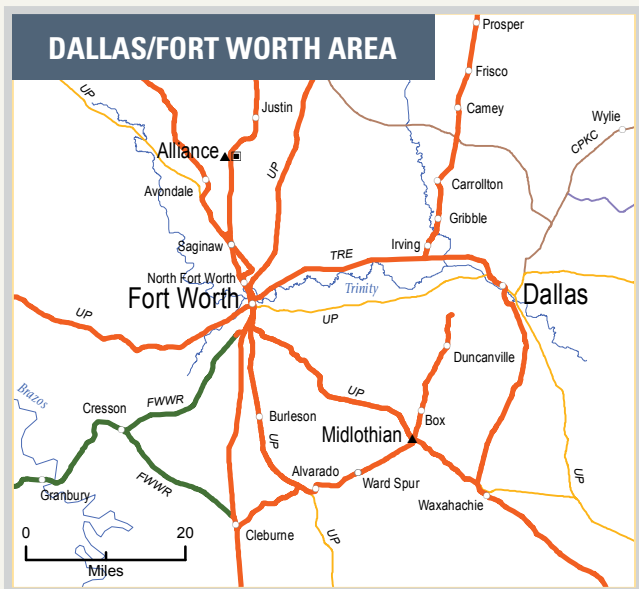 DALLAS/FORT WORTH AREA
Prosper
Frisco
UP
Justin
Camey
Wylie
CPKC
Alliance
UP
Avondale
Carrollton
Gribble
Saginaw
Irving
TRE
North Fort Worth
Fort Worth
Trinity
Dallas
UP
UP
Duncanville
Brazos
UP
Cresson
FWWR
Burleson
Box
UP
Midlothian
FWWR
Alvarado
Ward Spur
UP
Granbury
Waxahachie
Cleburne
UP
0
20
Miles